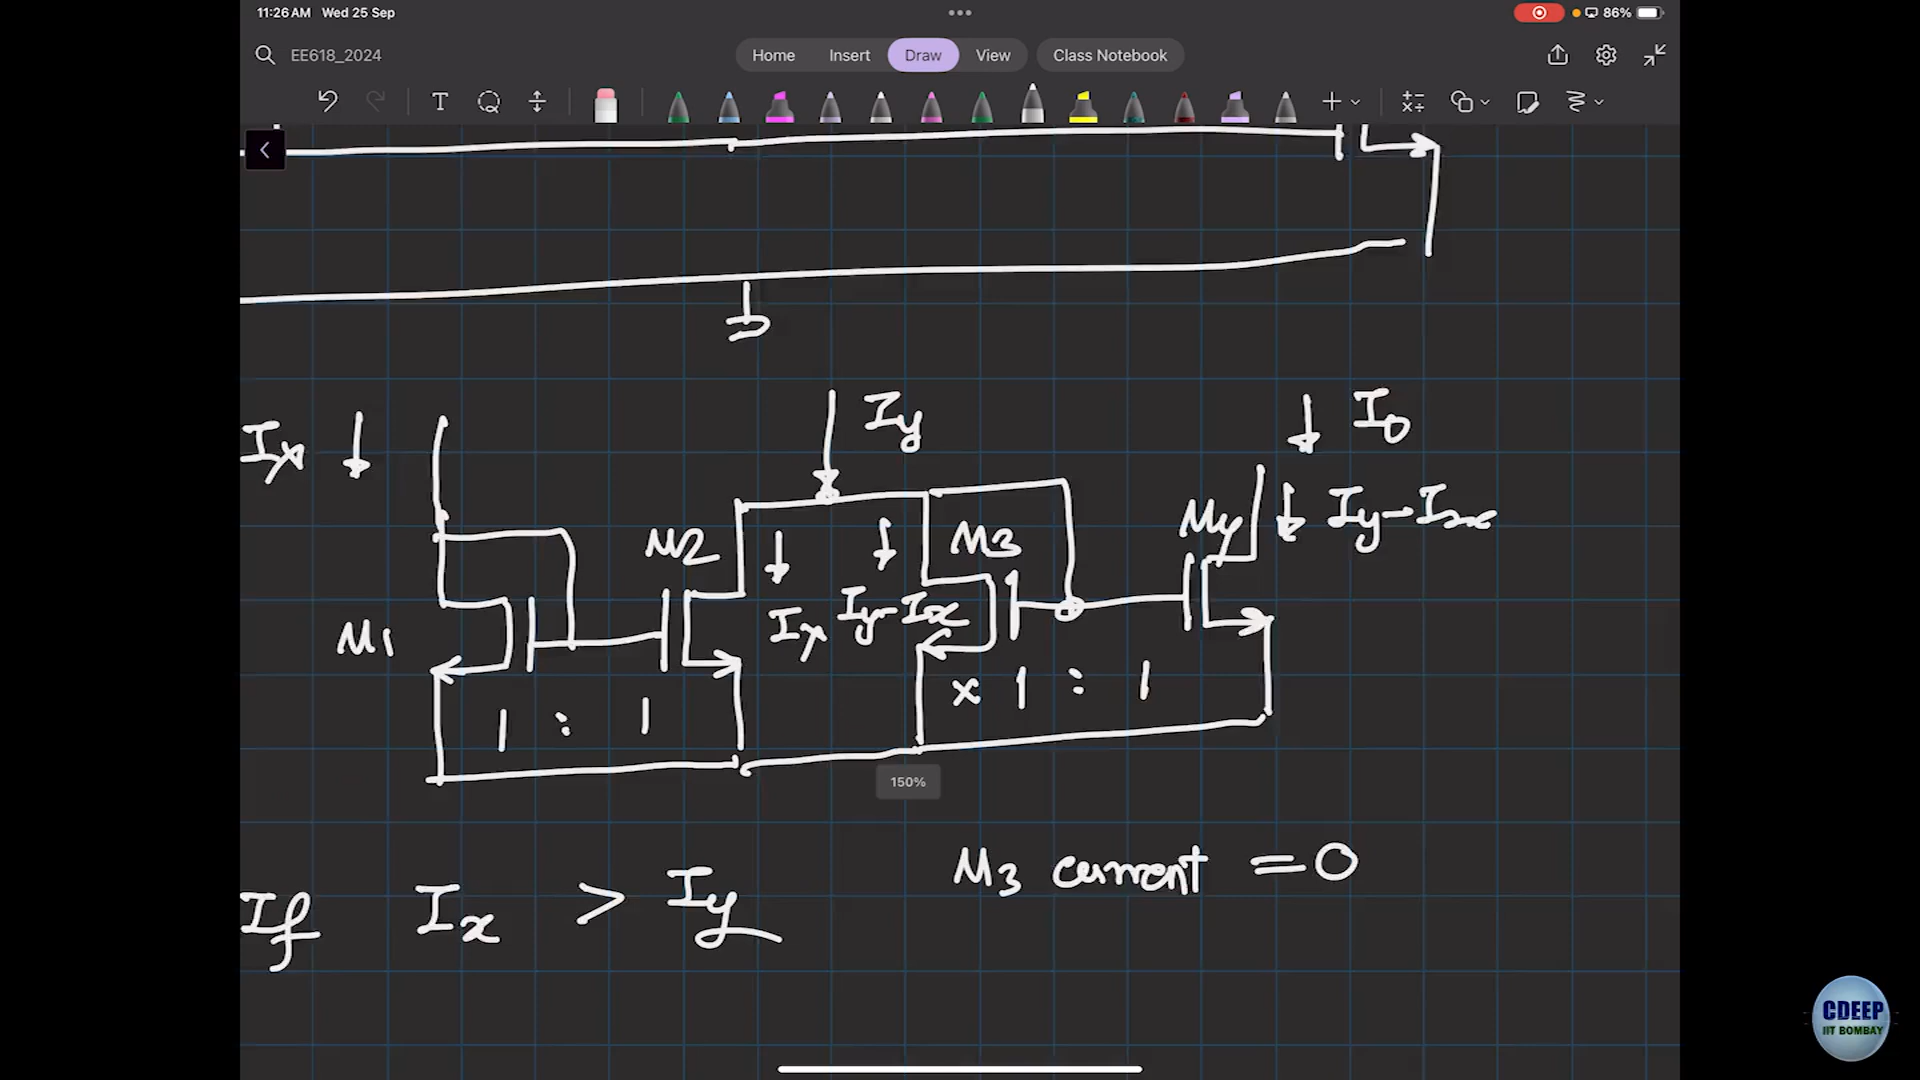 11:26 AM Wed 25 Sep
86%
EE618_2024
Home Insert Draw View Class Notebook
Ix
Iy
Io
M1
M2
M3
M4
Iy-Ix
Ix
Iy-Ix
1 : 1
x 1 : 1
150%
If Ix > Iy
M3 current = 0
CDEEP
IIT BOMBAY